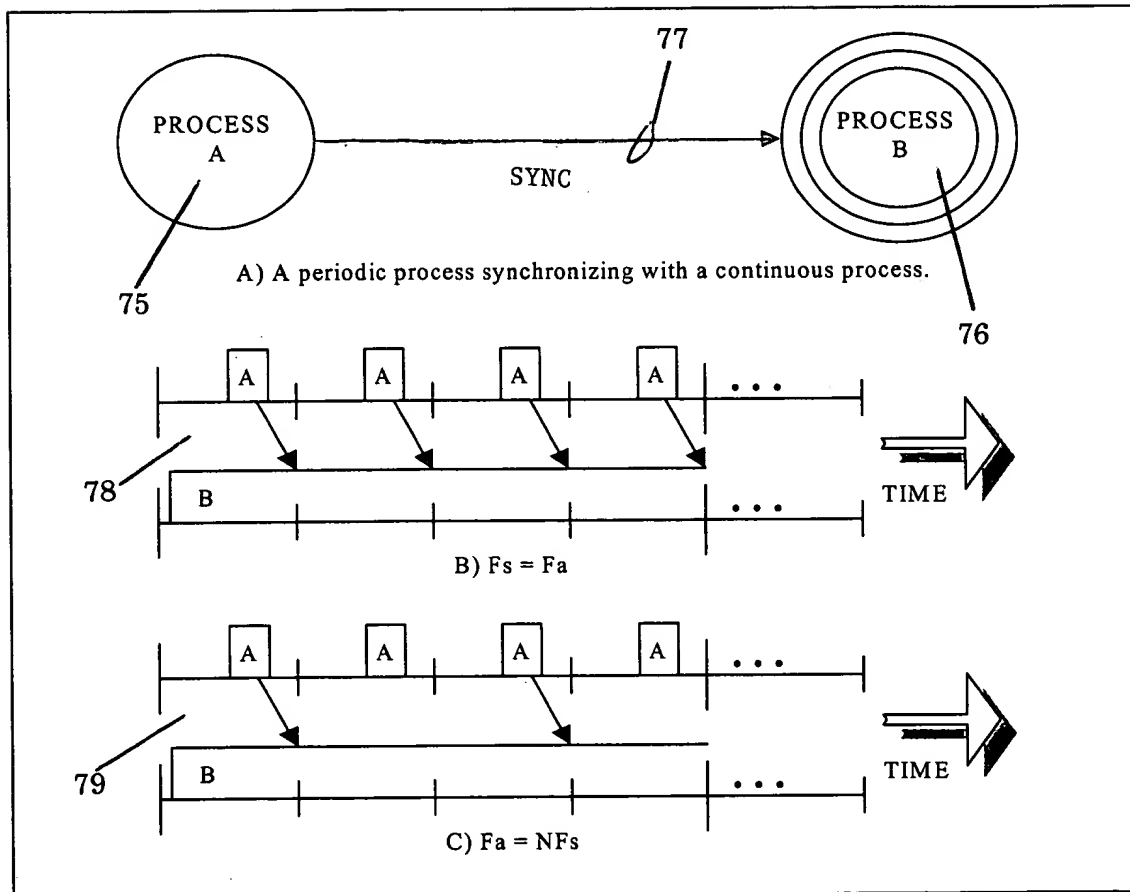 77
PROCESS
A
PROCESS
B
SYNC
A) A periodic process synchronizing with a continuous process.
75
76
A A A A • • •
78
B • • •
TIME
B) Fs = Fa
A A A A • • •
79
B • • •
TIME
C) Fa = NFs